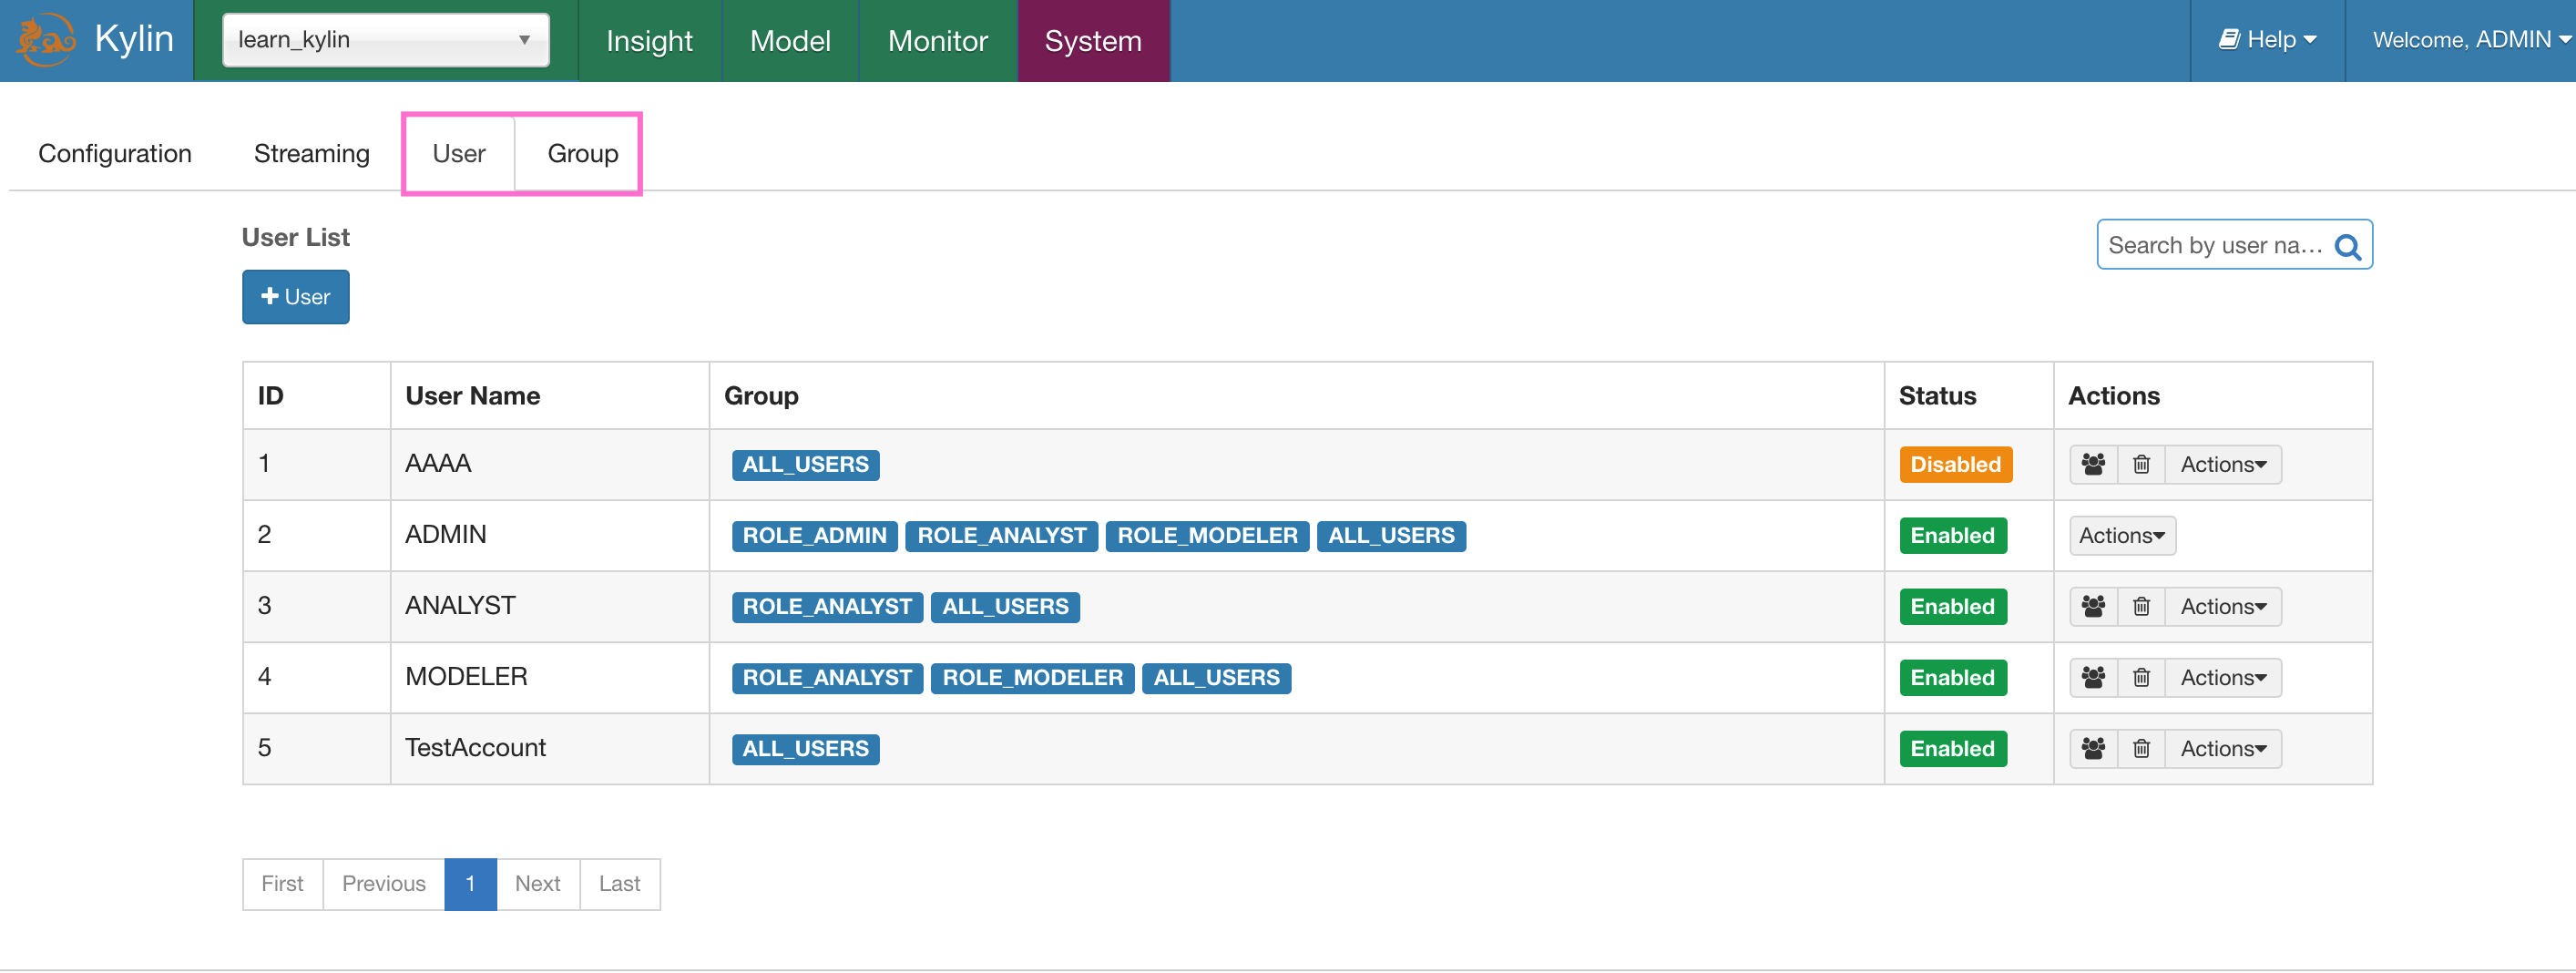 Kylin learn_kylin Insight Model Monitor System Help Welcome, ADMIN
Configuration Streaming User Group
User List
Search by user na...
User
ID User Name Group Status Actions
1 AAAA ALL_USERS Disabled Actions
2 ADMIN ROLE_ADMIN ROLE_ANALYST ROLE_MODELER ALL_USERS Enabled Actions
3 ANALYST ROLE_ANALYST ALL_USERS Enabled Actions
4 MODELER ROLE_ANALYST ROLE_MODELER ALL_USERS Enabled Actions
5 TestAccount ALL_USERS Enabled Actions
First Previous 1 Next Last